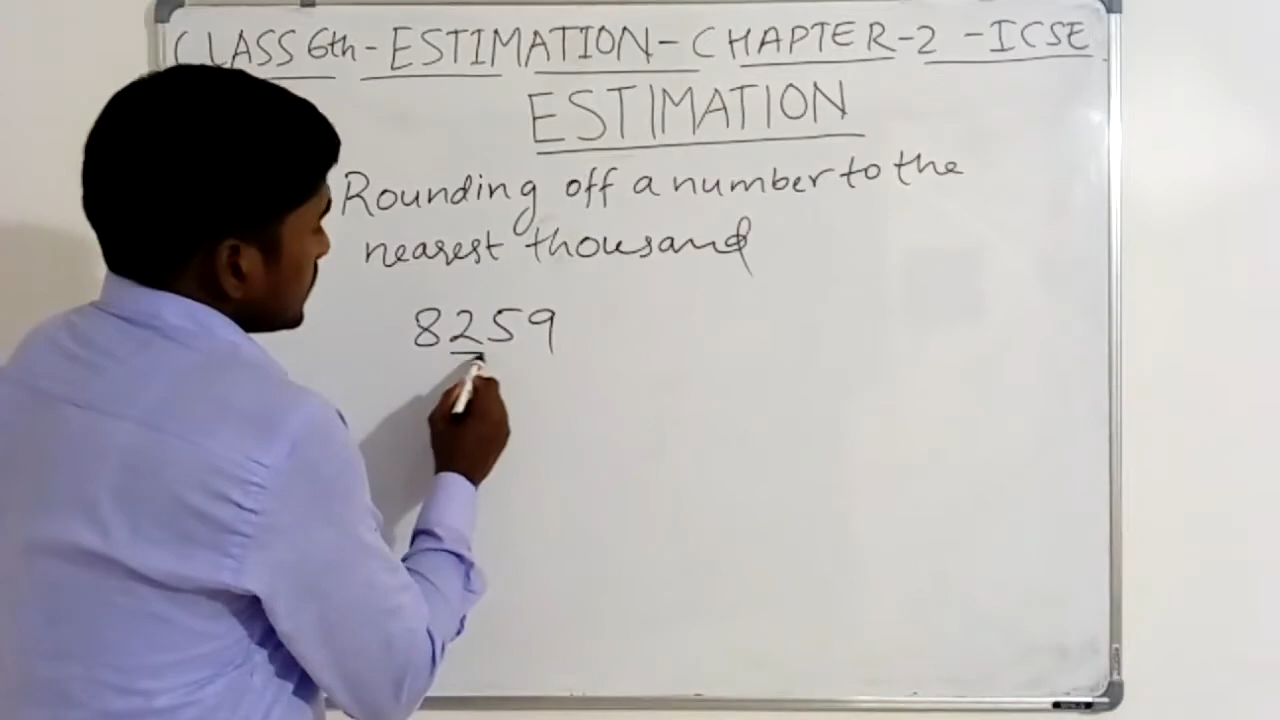 CLASS 6th - ESTIMATION - CHAPTER - 2 - ICSE
ESTIMATION
Rounding off a number to the
nearest thousand
8259